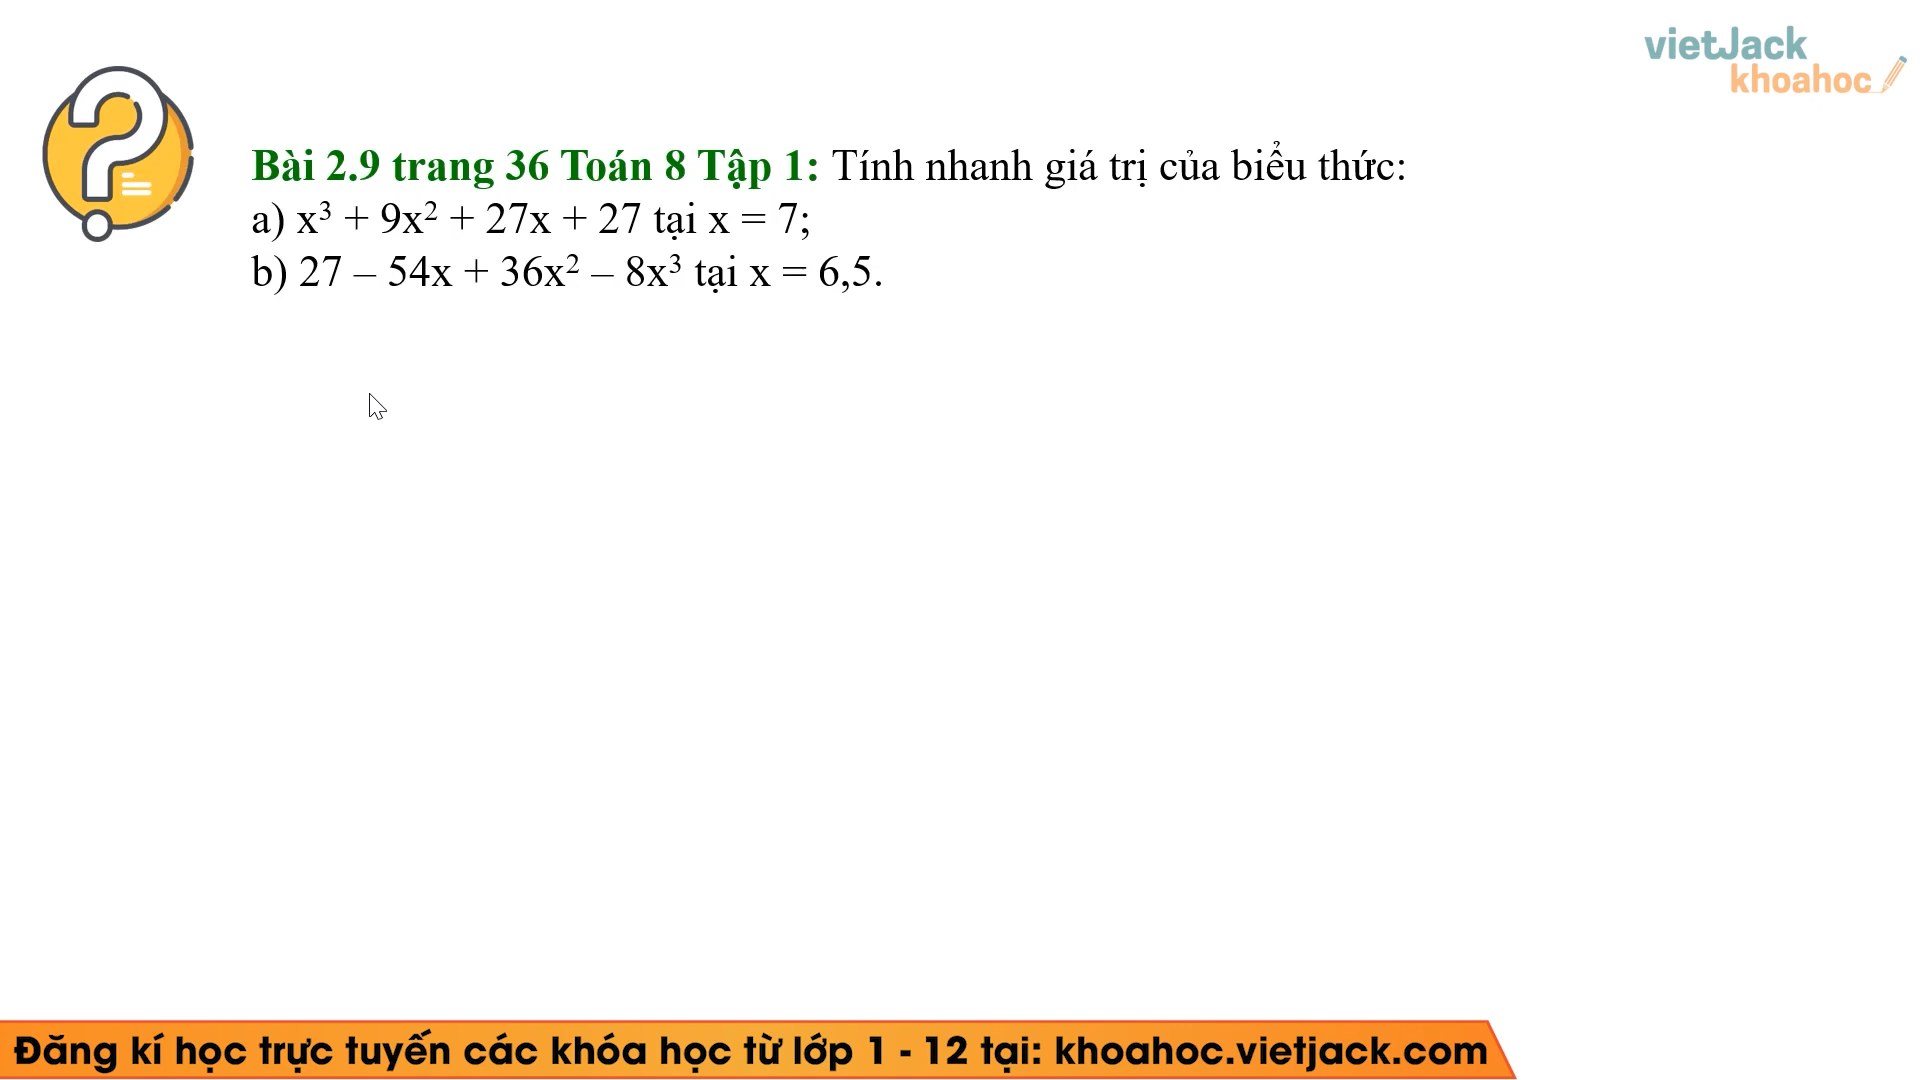 vietJack
khoahoc
Bài 2.9 trang 36 Toán 8 Tập 1: Tính nhanh giá trị của biểu thức:
a) x³ + 9x² + 27x + 27 tại x = 7;
b) 27 – 54x + 36x² – 8x³ tại x = 6,5.
Đăng kí học trực tuyến các khóa học từ lớp 1 - 12 tại: khoahoc.vietjack.com